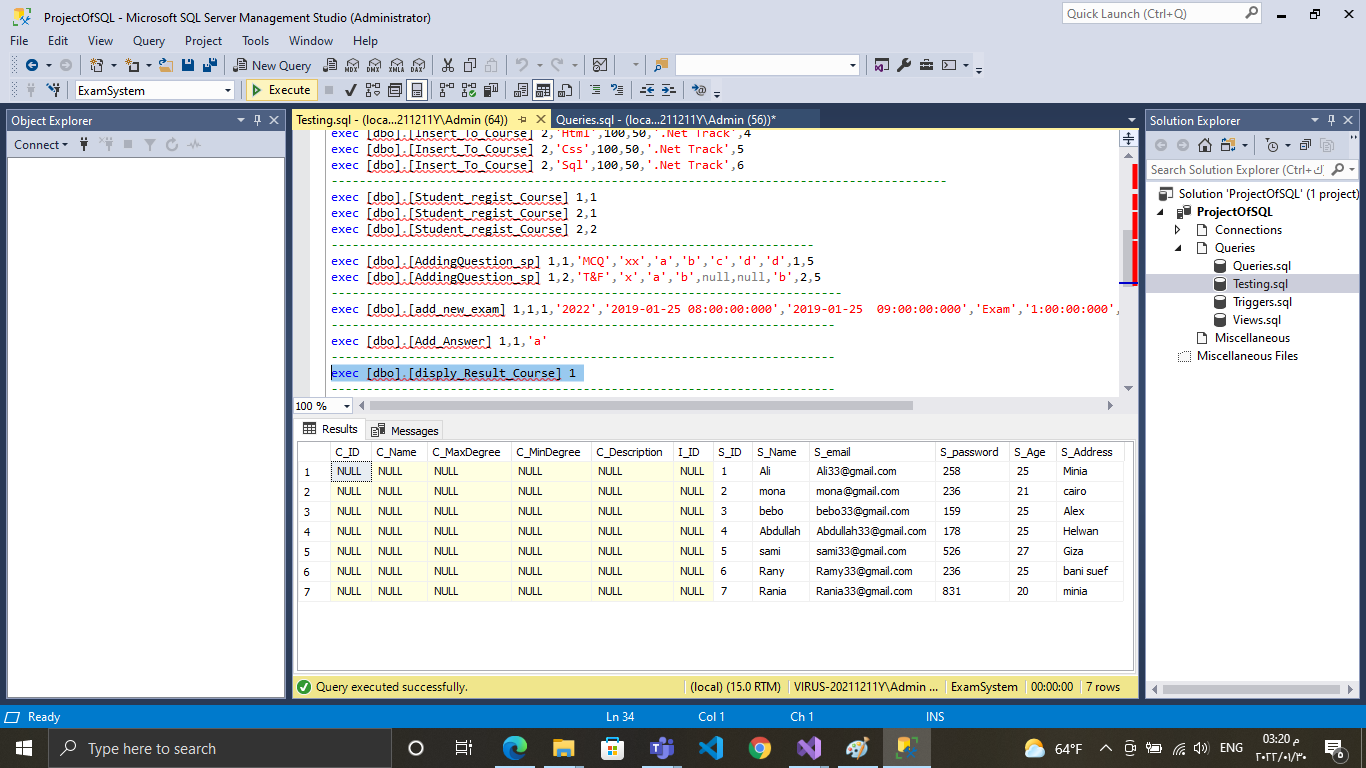 ProjectOfSQL - Microsoft SQL Server Management Studio (Administrator)
Quick Launch (Ctrl+Q)
File Edit View Query Project Tools Window Help
New Query
MDX DMX XMLA DAX
ExamSystem
Execute
Object Explorer
Connect
Testing.sql - (loca...211211Y\Admin (64))
Queries.sql - (loca...211211Y\Admin (56))*
exec [dbo].[Insert_To_Course] 2,'Html',100,50,'.Net Track',4
exec [dbo].[Insert_To_Course] 2,'Css',100,50,'.Net Track',5
exec [dbo].[Insert_To_Course] 2,'Sql',100,50,'.Net Track',6
exec [dbo].[Student_regist_Course] 1,1
exec [dbo].[Student_regist_Course] 2,1
exec [dbo].[Student_regist_Course] 2,2
exec [dbo].[AddingQuestion_sp] 1,1,'MCQ','xx','a','b','c','d','d',1,5
exec [dbo].[AddingQuestion_sp] 1,2,'T&F','x','a','b',null,null,'b',2,5
exec [dbo].[add_new_exam] 1,1,1,'2022','2019-01-25 08:00:00:000','2019-01-25  09:00:00:000','Exam','1:00:00:000',
exec [dbo].[Add_Answer] 1,1,'a'
exec [dbo].[disply_Result_Course] 1
100 %
Results Messages
C_ID C_Name C_MaxDegree C_MinDegree C_Description I_ID S_ID S_Name S_email S_password S_Age S_Address
1 NULL NULL NULL NULL NULL NULL 1 Ali Ali33@gmail.com 258 25 Minia
2 NULL NULL NULL NULL NULL NULL 2 mona mona@gmail.com 236 21 cairo
3 NULL NULL NULL NULL NULL NULL 3 bebo bebo33@gmail.com 159 25 Alex
4 NULL NULL NULL NULL NULL NULL 4 Abdullah Abdullah33@gmail.com 178 25 Helwan
5 NULL NULL NULL NULL NULL NULL 5 sami sami33@gmail.com 526 27 Giza
6 NULL NULL NULL NULL NULL NULL 6 Rany Ramy33@gmail.com 236 25 bani suef
7 NULL NULL NULL NULL NULL NULL 7 Rania Rania33@gmail.com 831 20 minia
Query executed successfully.
(local) (15.0 RTM) VIRUS-20211211Y\Admin ... ExamSystem 00:00:00 7 rows
Solution Explorer
Search Solution Explorer (Ctrl+
Solution 'ProjectOfSQL' (1 project)
ProjectOfSQL
Connections
Queries
Queries.sql
Testing.sql
Triggers.sql
Views.sql
Miscellaneous
Miscellaneous Files
Ready Ln 34 Col 1 Ch 1 INS
Type here to search
64°F
ENG
03:20 م
٢٠٢٢/٠١/٣٠
8